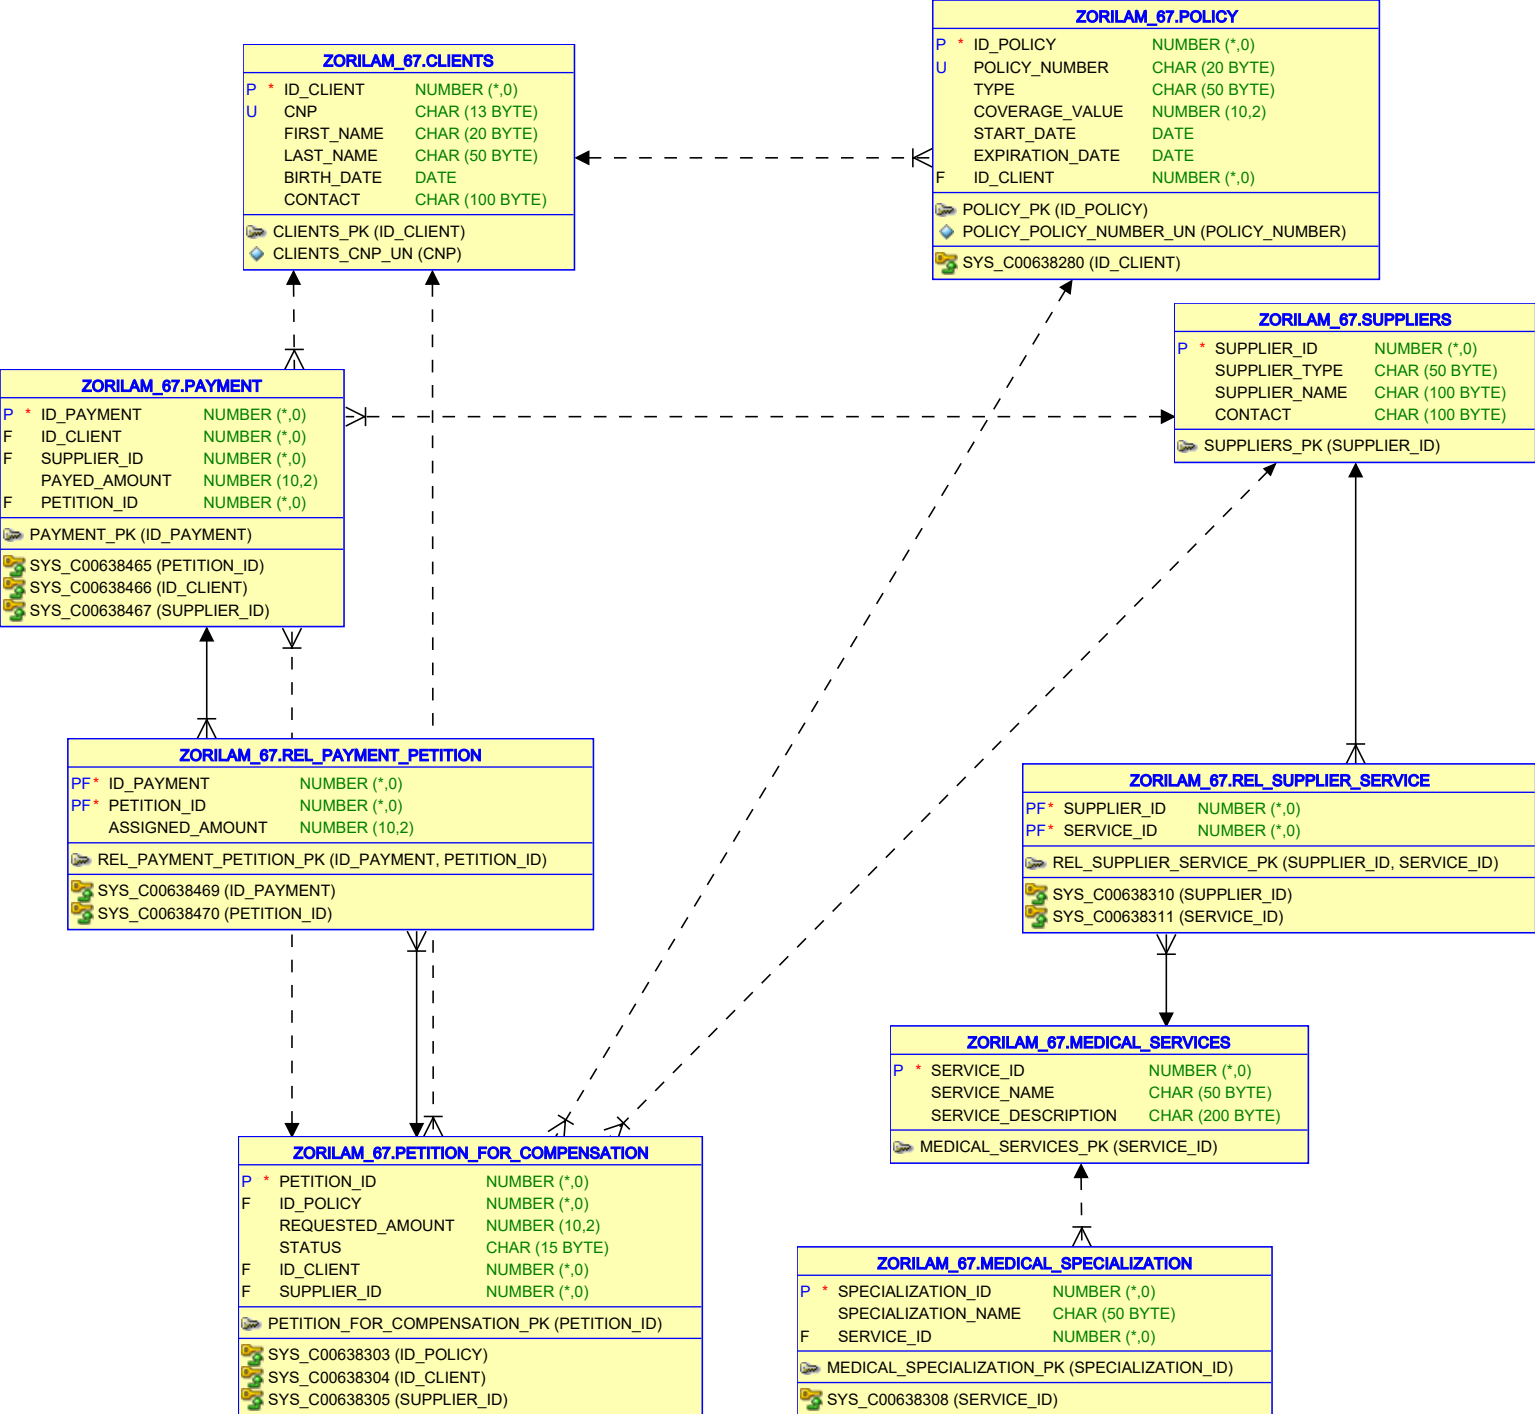 ZORILAM_67.CLIENTS
P * ID_CLIENT NUMBER (*,0)
U CNP CHAR (13 BYTE)
FIRST_NAME CHAR (20 BYTE)
LAST_NAME CHAR (50 BYTE)
BIRTH_DATE DATE
CONTACT CHAR (100 BYTE)
CLIENTS_PK (ID_CLIENT)
CLIENTS_CNP_UN (CNP)
ZORILAM_67.POLICY
P * ID_POLICY NUMBER (*,0)
U POLICY_NUMBER CHAR (20 BYTE)
TYPE CHAR (50 BYTE)
COVERAGE_VALUE NUMBER (10,2)
START_DATE DATE
EXPIRATION_DATE DATE
F ID_CLIENT NUMBER (*,0)
POLICY_PK (ID_POLICY)
POLICY_POLICY_NUMBER_UN (POLICY_NUMBER)
SYS_C00638280 (ID_CLIENT)
ZORILAM_67.SUPPLIERS
P * SUPPLIER_ID NUMBER (*,0)
SUPPLIER_TYPE CHAR (50 BYTE)
SUPPLIER_NAME CHAR (100 BYTE)
CONTACT CHAR (100 BYTE)
SUPPLIERS_PK (SUPPLIER_ID)
ZORILAM_67.PAYMENT
P * ID_PAYMENT NUMBER (*,0)
F ID_CLIENT NUMBER (*,0)
F SUPPLIER_ID NUMBER (*,0)
PAYED_AMOUNT NUMBER (10,2)
F PETITION_ID NUMBER (*,0)
PAYMENT_PK (ID_PAYMENT)
SYS_C00638465 (PETITION_ID)
SYS_C00638466 (ID_CLIENT)
SYS_C00638467 (SUPPLIER_ID)
ZORILAM_67.REL_PAYMENT_PETITION
PF* ID_PAYMENT NUMBER (*,0)
PF* PETITION_ID NUMBER (*,0)
ASSIGNED_AMOUNT NUMBER (10,2)
REL_PAYMENT_PETITION_PK (ID_PAYMENT, PETITION_ID)
SYS_C00638469 (ID_PAYMENT)
SYS_C00638470 (PETITION_ID)
ZORILAM_67.REL_SUPPLIER_SERVICE
PF* SUPPLIER_ID NUMBER (*,0)
PF* SERVICE_ID NUMBER (*,0)
REL_SUPPLIER_SERVICE_PK (SUPPLIER_ID, SERVICE_ID)
SYS_C00638310 (SUPPLIER_ID)
SYS_C00638311 (SERVICE_ID)
ZORILAM_67.MEDICAL_SERVICES
P * SERVICE_ID NUMBER (*,0)
SERVICE_NAME CHAR (50 BYTE)
SERVICE_DESCRIPTION CHAR (200 BYTE)
MEDICAL_SERVICES_PK (SERVICE_ID)
ZORILAM_67.PETITION_FOR_COMPENSATION
P * PETITION_ID NUMBER (*,0)
F ID_POLICY NUMBER (*,0)
REQUESTED_AMOUNT NUMBER (10,2)
STATUS CHAR (15 BYTE)
F ID_CLIENT NUMBER (*,0)
F SUPPLIER_ID NUMBER (*,0)
PETITION_FOR_COMPENSATION_PK (PETITION_ID)
SYS_C00638303 (ID_POLICY)
SYS_C00638304 (ID_CLIENT)
SYS_C00638305 (SUPPLIER_ID)
ZORILAM_67.MEDICAL_SPECIALIZATION
P * SPECIALIZATION_ID NUMBER (*,0)
SPECIALIZATION_NAME CHAR (50 BYTE)
F SERVICE_ID NUMBER (*,0)
MEDICAL_SPECIALIZATION_PK (SPECIALIZATION_ID)
SYS_C00638308 (SERVICE_ID)